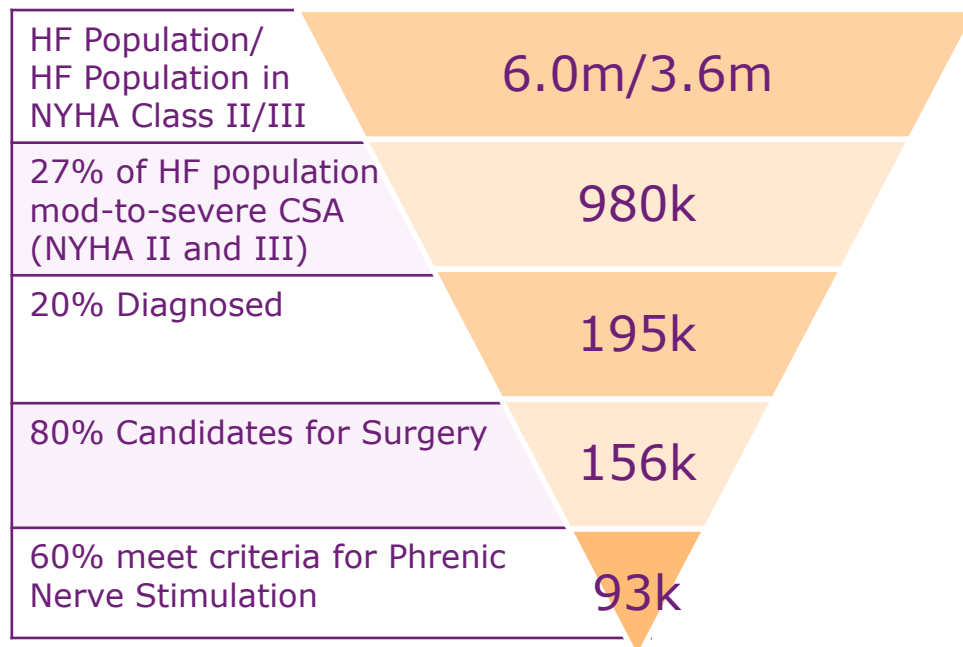 HF Population/
HF Population in
NYHA Class II/III
6.0m/3.6m
27% of HF population
mod-to-severe CSA
(NYHA II and III)
980k
20% Diagnosed
195k
80% Candidates for Surgery
156k
60% meet criteria for Phrenic
Nerve Stimulation
93k